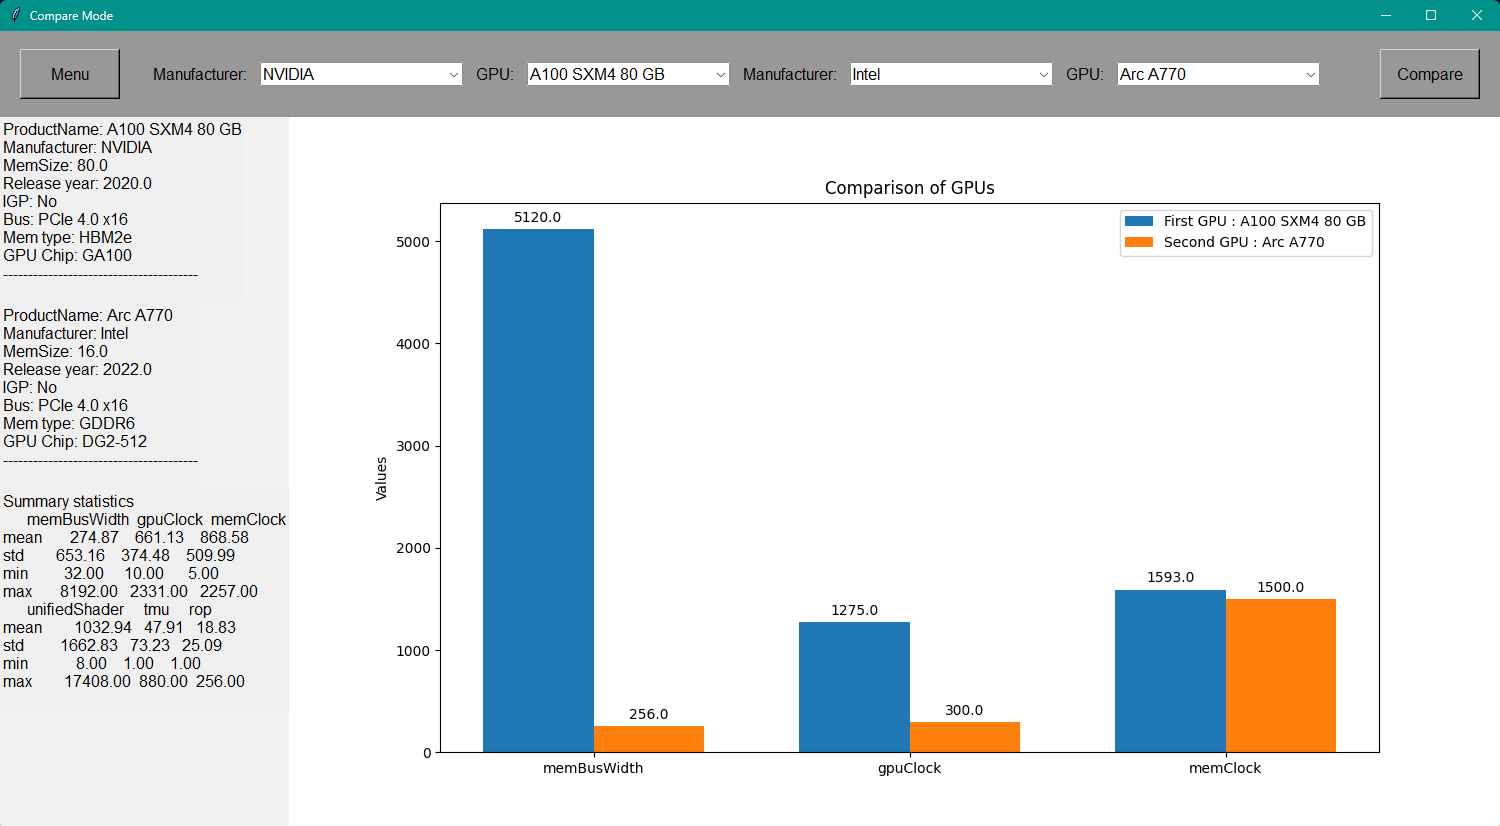 Compare Mode
Menu
Manufacturer: NVIDIA GPU: A100 SXM4 80 GB Manufacturer: Intel GPU: Arc A770
Compare
ProductName: A100 SXM4 80 GB
Manufacturer: NVIDIA
MemSize: 80.0
Release year: 2020.0
IGP: No
Bus: PCIe 4.0 x16
Mem type: HBM2e
GPU Chip: GA100
---------------------------------------
ProductName: Arc A770
Manufacturer: Intel
MemSize: 16.0
Release year: 2022.0
IGP: No
Bus: PCIe 4.0 x16
Mem type: GDDR6
GPU Chip: DG2-512
---------------------------------------
Summary statistics
memBusWidth gpuClock memClock
mean 274.87 661.13 868.58
std 653.16 374.48 509.99
min 32.00 10.00 5.00
max 8192.00 2331.00 2257.00
unifiedShader tmu rop
mean 1032.94 47.91 18.83
std 1662.83 73.23 25.09
min 8.00 1.00 1.00
max 17408.00 880.00 256.00
Comparison of GPUs
First GPU : A100 SXM4 80 GB
Second GPU : Arc A770
Values
5000
4000
3000
2000
1000
0
5120.0
256.0
1275.0
300.0
1593.0
1500.0
memBusWidth
gpuClock
memClock